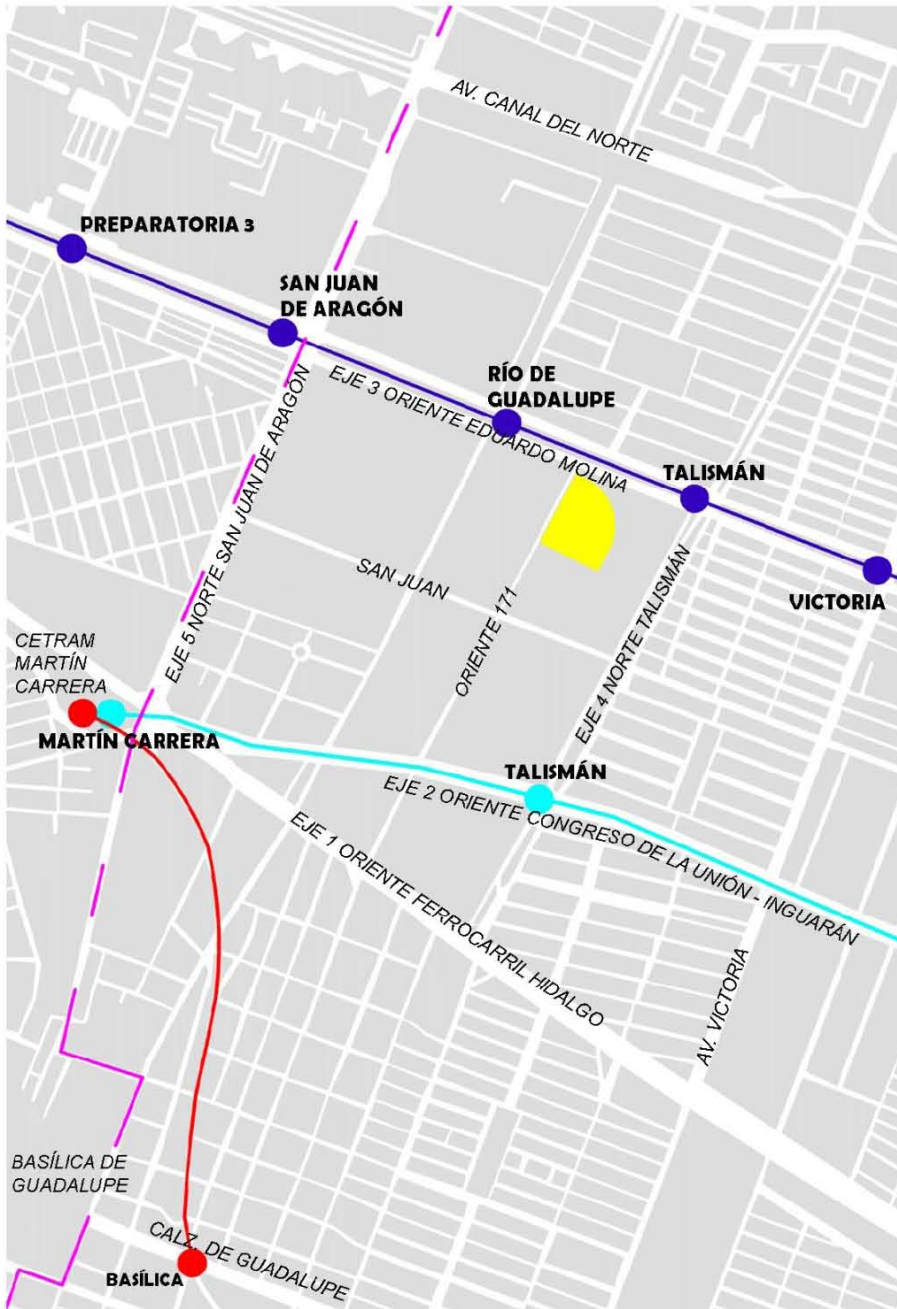 AV. CANAL DEL NORTE
PREPARATORIA 3
SAN JUAN
DE ARAGÓN
RÍO DE
GUADALUPE
EJE 3 ORIENTE EDUARDO MOLINA
TALISMÁN
EJE 5 NORTE SAN JUAN DE ARAGÓN
SAN JUAN
ORIENTE 171
EJE 4 NORTE TALISMÁN
VICTORIA
CETRAM
MARTÍN
CARRERA
MARTÍN CARRERA
TALISMÁN
EJE 2 ORIENTE CONGRESO DE LA UNIÓN - INGUARÁN
EJE 1 ORIENTE FERROCARRIL HIDALGO
AV. VICTORIA
BASÍLICA DE
GUADALUPE
CALZ. DE GUADALUPE
BASÍLICA